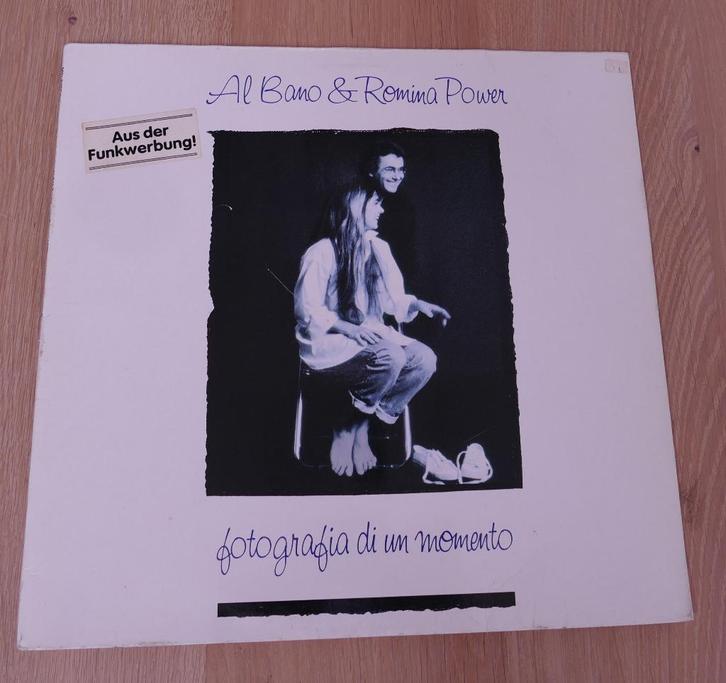 Al Bano & Romina Power
Aus der
Funkwerbung!
fotografia di un momento